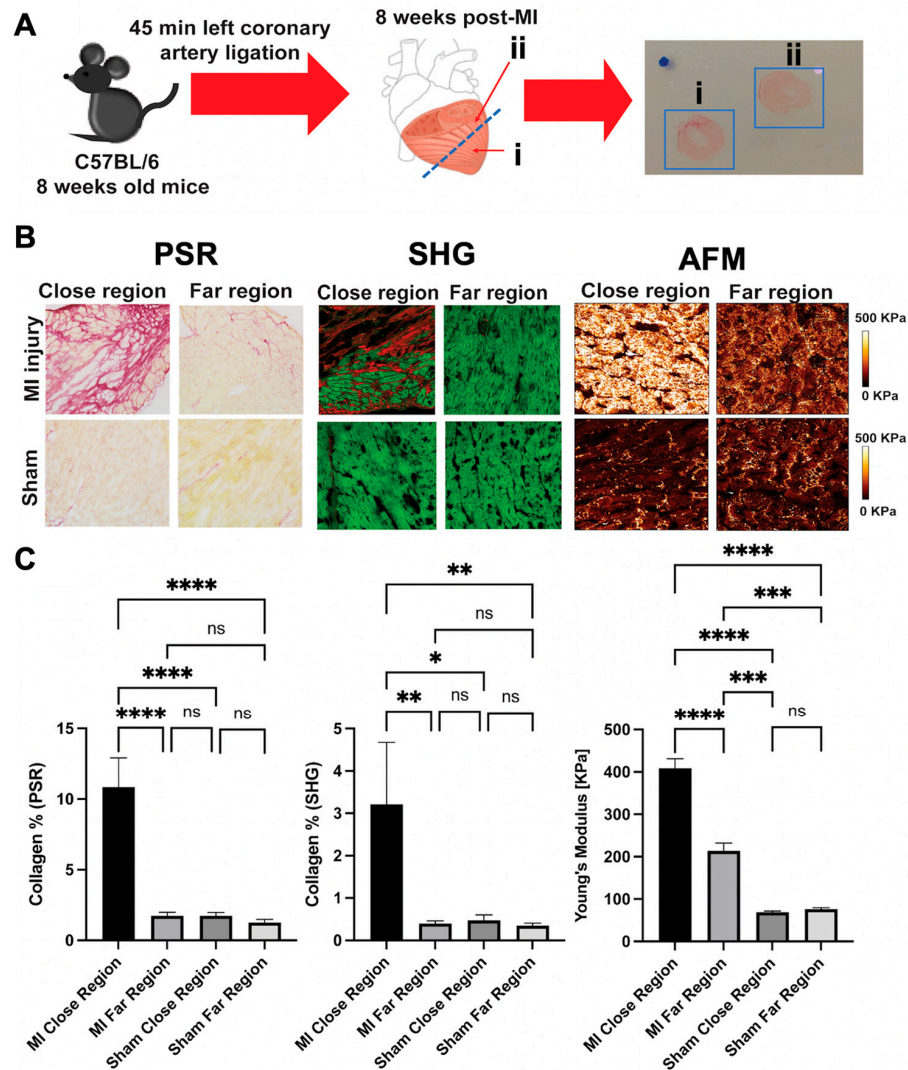 A
45 min left coronary
artery ligation
C57BL/6
8 weeks old mice
8 weeks post-MI
ii
i
i
ii
B
PSR
SHG
AFM
Close region
Far region
Close region
Far region
Close region
Far region
MI injury
Sham
500 KPa
0 KPa
500 KPa
0 KPa
C
****
ns
****
****
ns
ns
15
10
5
0
Collagen % (PSR)
MI Close Region
MI Far Region
Sham Close Region
Sham Far Region
**
ns
*
**
ns
ns
5
4
3
2
1
0
Collagen % (SHG)
MI Close Region
MI Far Region
Sham Close Region
Sham Far Region
****
***
****
***
****
ns
500
400
300
200
100
0
Young's Modulus [KPa]
MI Close Region
MI Far Region
Sham Close Region
Sham Far Region